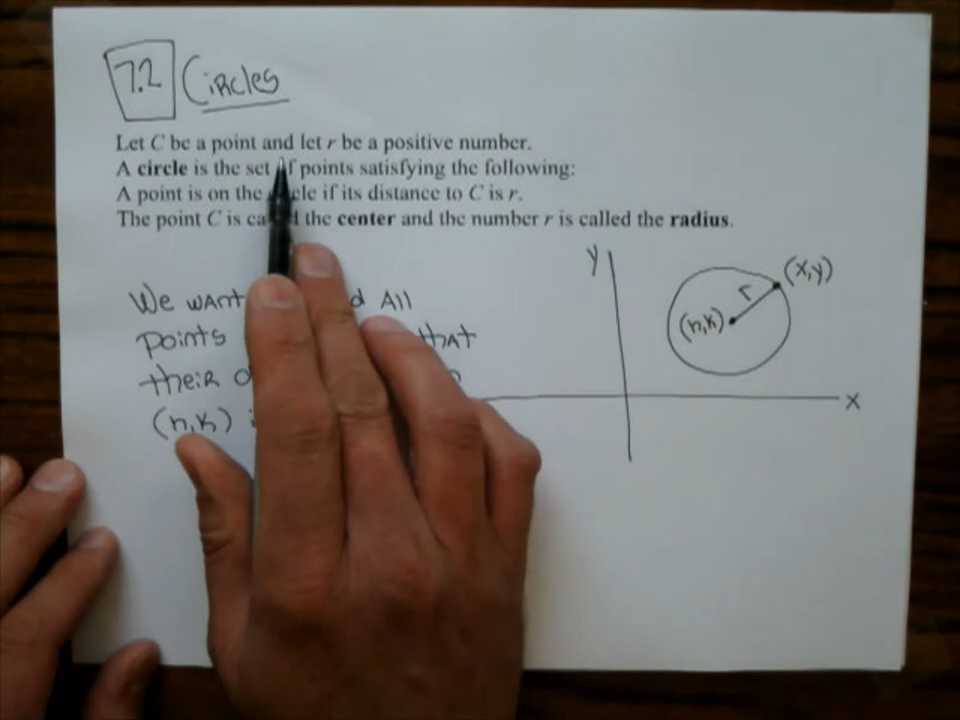 7.2 Circles
Let C be a point and let r be a positive number.
A circle is the set of points satisfying the following:
A point is on the circle if its distance to C is r.
The point C is called the center and the number r is called the radius.
We want All
points that
their
(h,k)
y
(x,y)
r
(h,k)
x